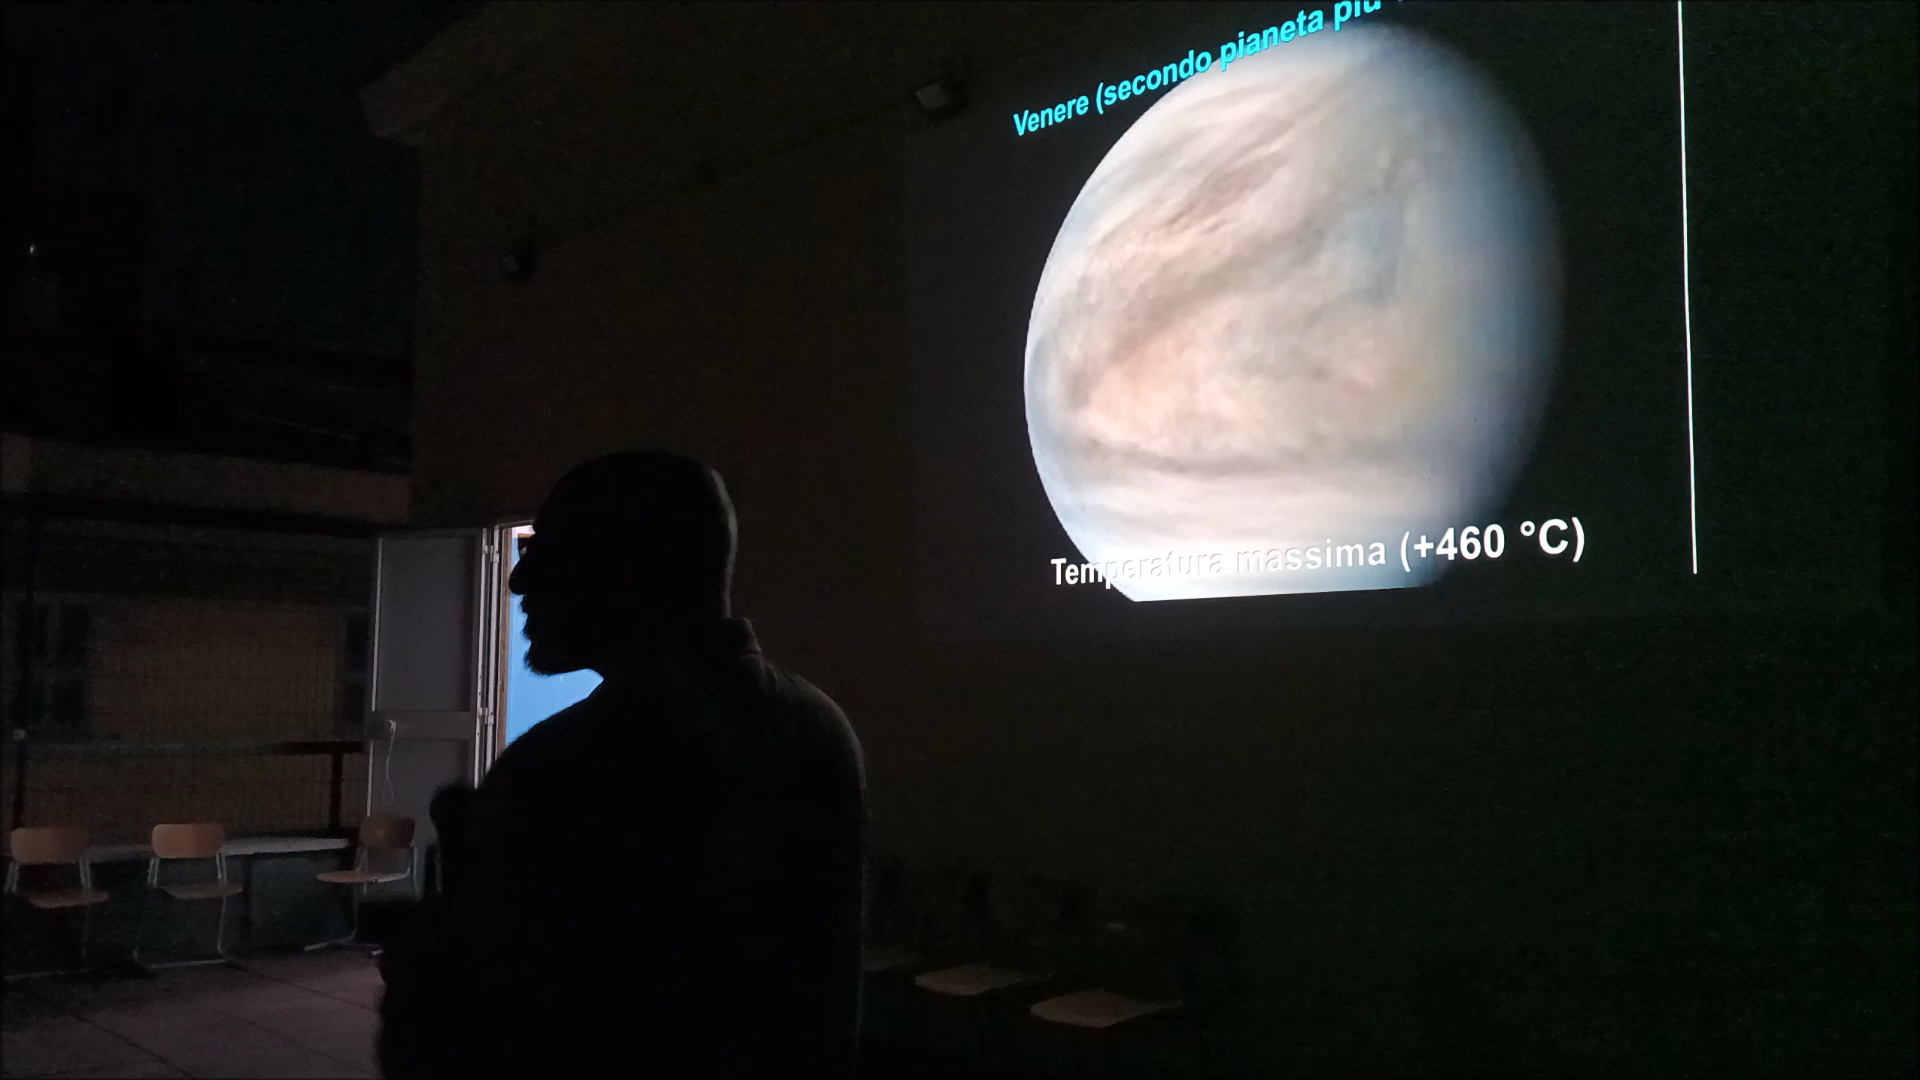 Venere (secondo pianeta più
Temperatura massima (+460 °C)